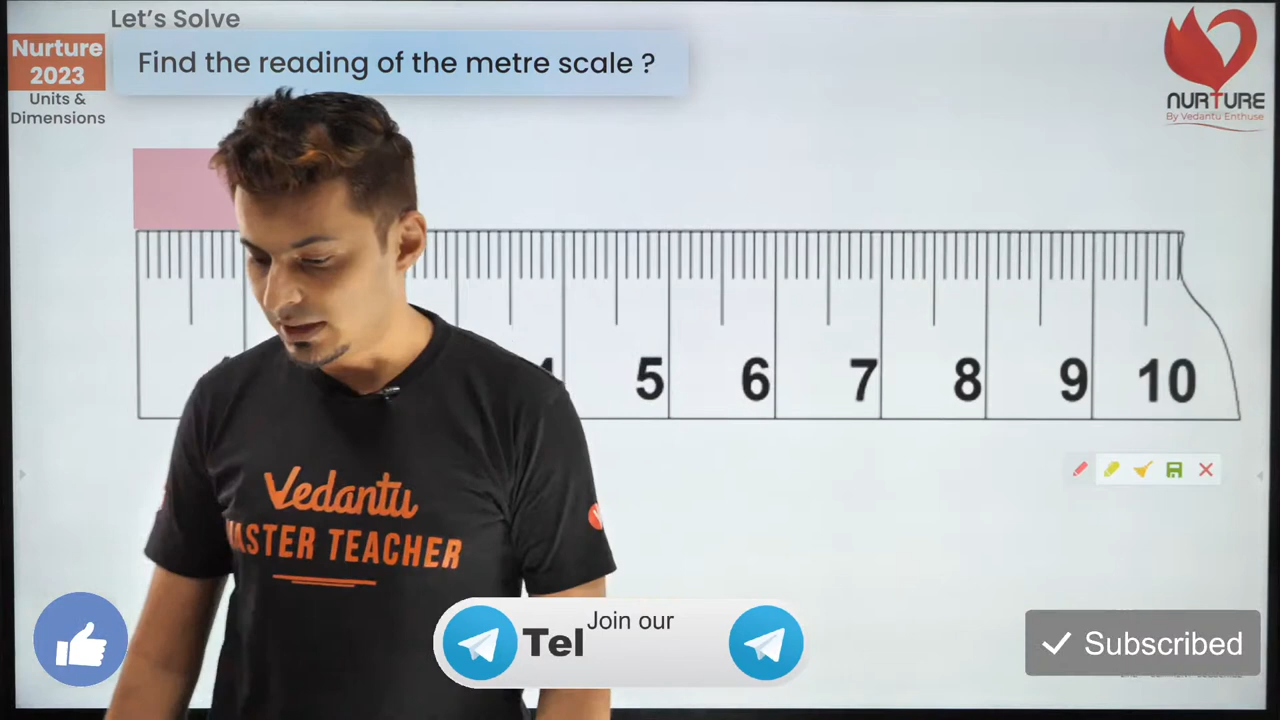 Let's Solve
Nurture
2023
Units &
Dimensions
Find the reading of the metre scale ?
NURTURE
By Vedantu Enthuse
5 6 7 8 9 10
Vedantu
MASTER TEACHER
Join our
Tel
Subscribed